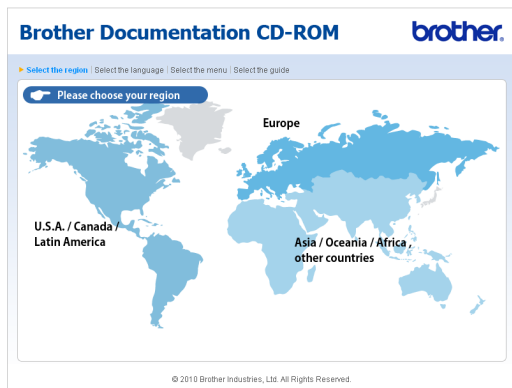 Brother Documentation CD-ROM
brother.
Select the region | Select the language | Select the menu | Select the guide
Please choose your region
Europe
U.S.A. / Canada /
Latin America
Asia / Oceania / Africa ,
other countries
© 2010 Brother Industries, Ltd. All Rights Reserved.